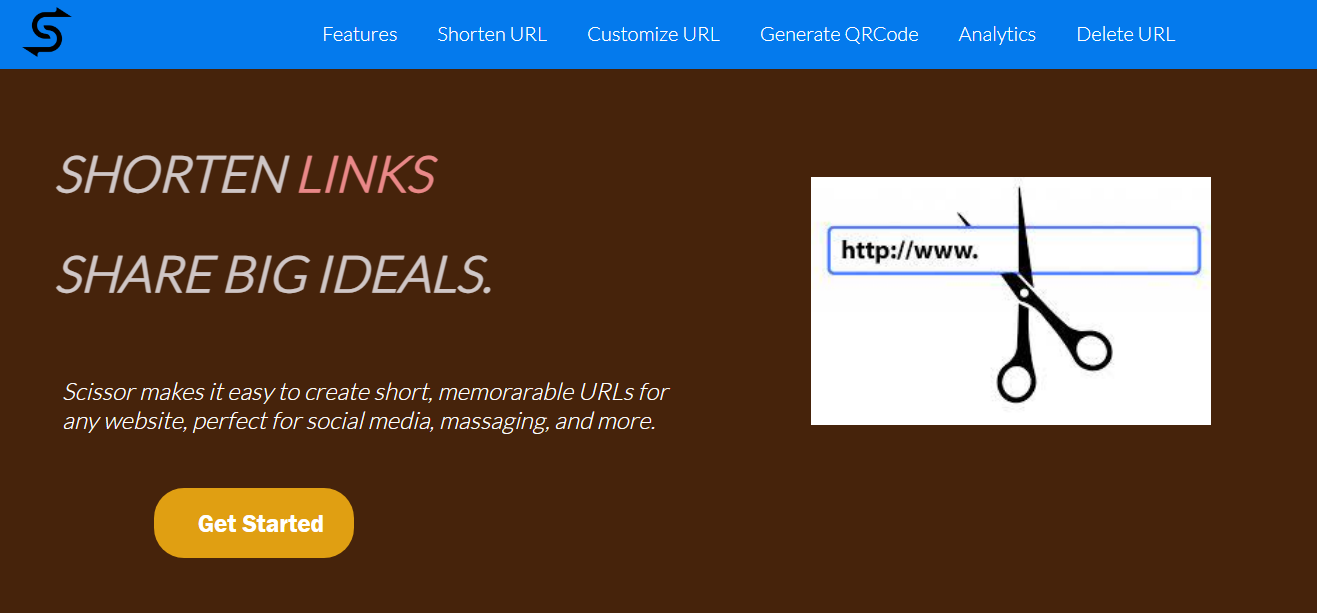 Features Shorten URL Customize URL Generate QRCode Analytics Delete URL
SHORTEN LINKS
SHARE BIG IDEALS.
http://www.
Scissor makes it easy to create short, memorarable URLs for
any website, perfect for social media, massaging, and more.
Get Started